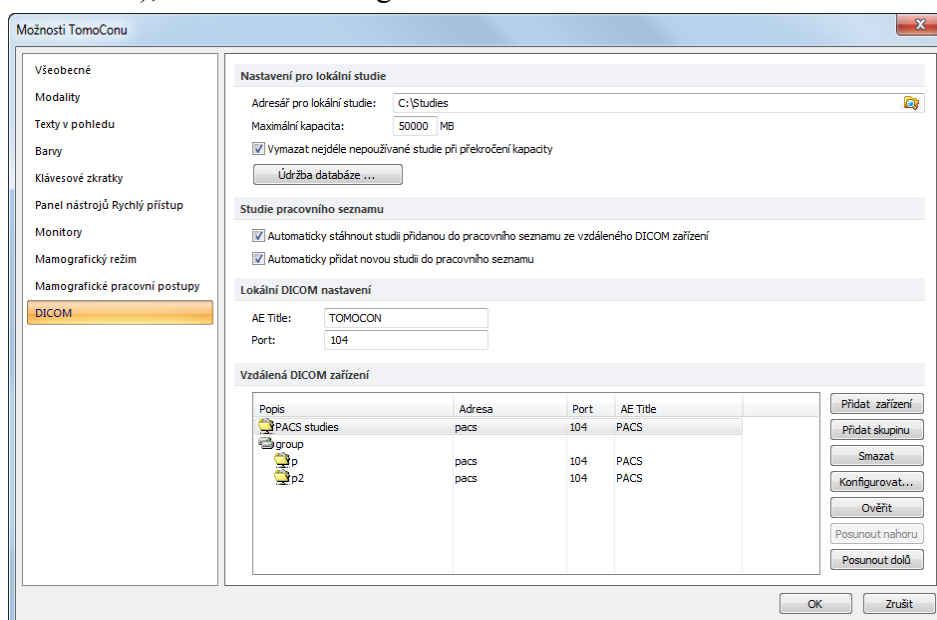 Možnosti TomoConu
Všeobecné
Modality
Texty v pohledu
Barvy
Klávesové zkratky
Panel nástrojů Rychlý přístup
Monitory
Mamografický režim
Mamografické pracovní postupy
DICOM
Nastavení pro lokální studie
Adresář pro lokální studie: C:\Studies
Maximální kapacita: 50000 MB
Vymazat nejdéle nepoužívané studie při překročení kapacity
Údržba databáze ...
Studie pracovního seznamu
Automaticky stáhnout studii přidanou do pracovního seznamu ze vzdáleného DICOM zařízení
Automaticky přidat novou studii do pracovního seznamu
Lokální DICOM nastavení
AE Title: TOMOCON
Port: 104
Vzdálená DICOM zařízení
Popis Adresa Port AE Title
PACS studies pacs 104 PACS
group
p pacs 104 PACS
p2 pacs 104 PACS
Přidat zařízení
Přidat skupinu
Smazat
Konfigurovat...
Ověřit
Posunout nahoru
Posunout dolů
OK Zrušit